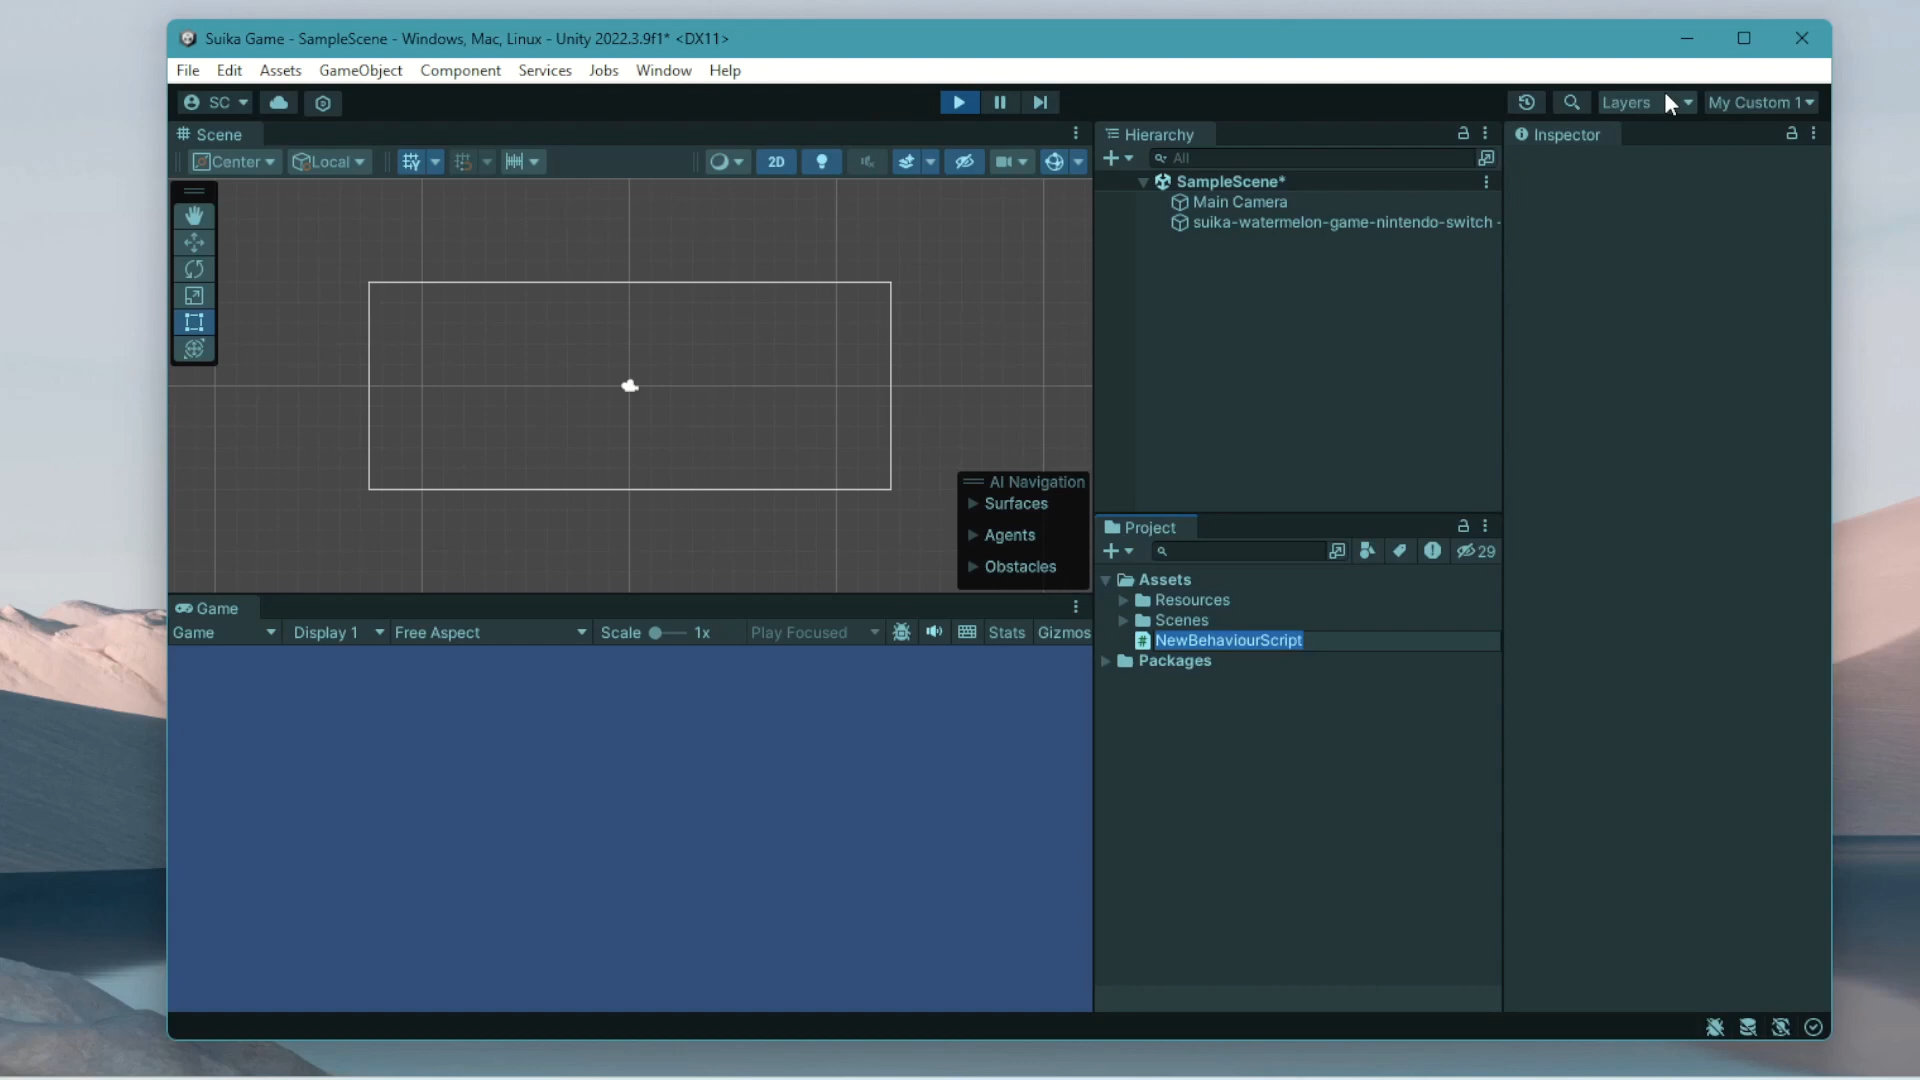 Suika Game - SampleScene - Windows, Mac, Linux - Unity 2022.3.9f1* <DX11>
File Edit Assets GameObject Component Services Jobs Window Help
SC
Layers
My Custom 1
Scene
Center
Local
2D
AI Navigation
Surfaces
Agents
Obstacles
Game
Game
Display 1
Free Aspect
Scale
1x
Play Focused
Stats
Gizmos
Hierarchy
All
SampleScene*
Main Camera
suika-watermelon-game-nintendo-switch -
Project
29
Assets
Resources
Scenes
# NewBehaviourScript
Packages
Inspector